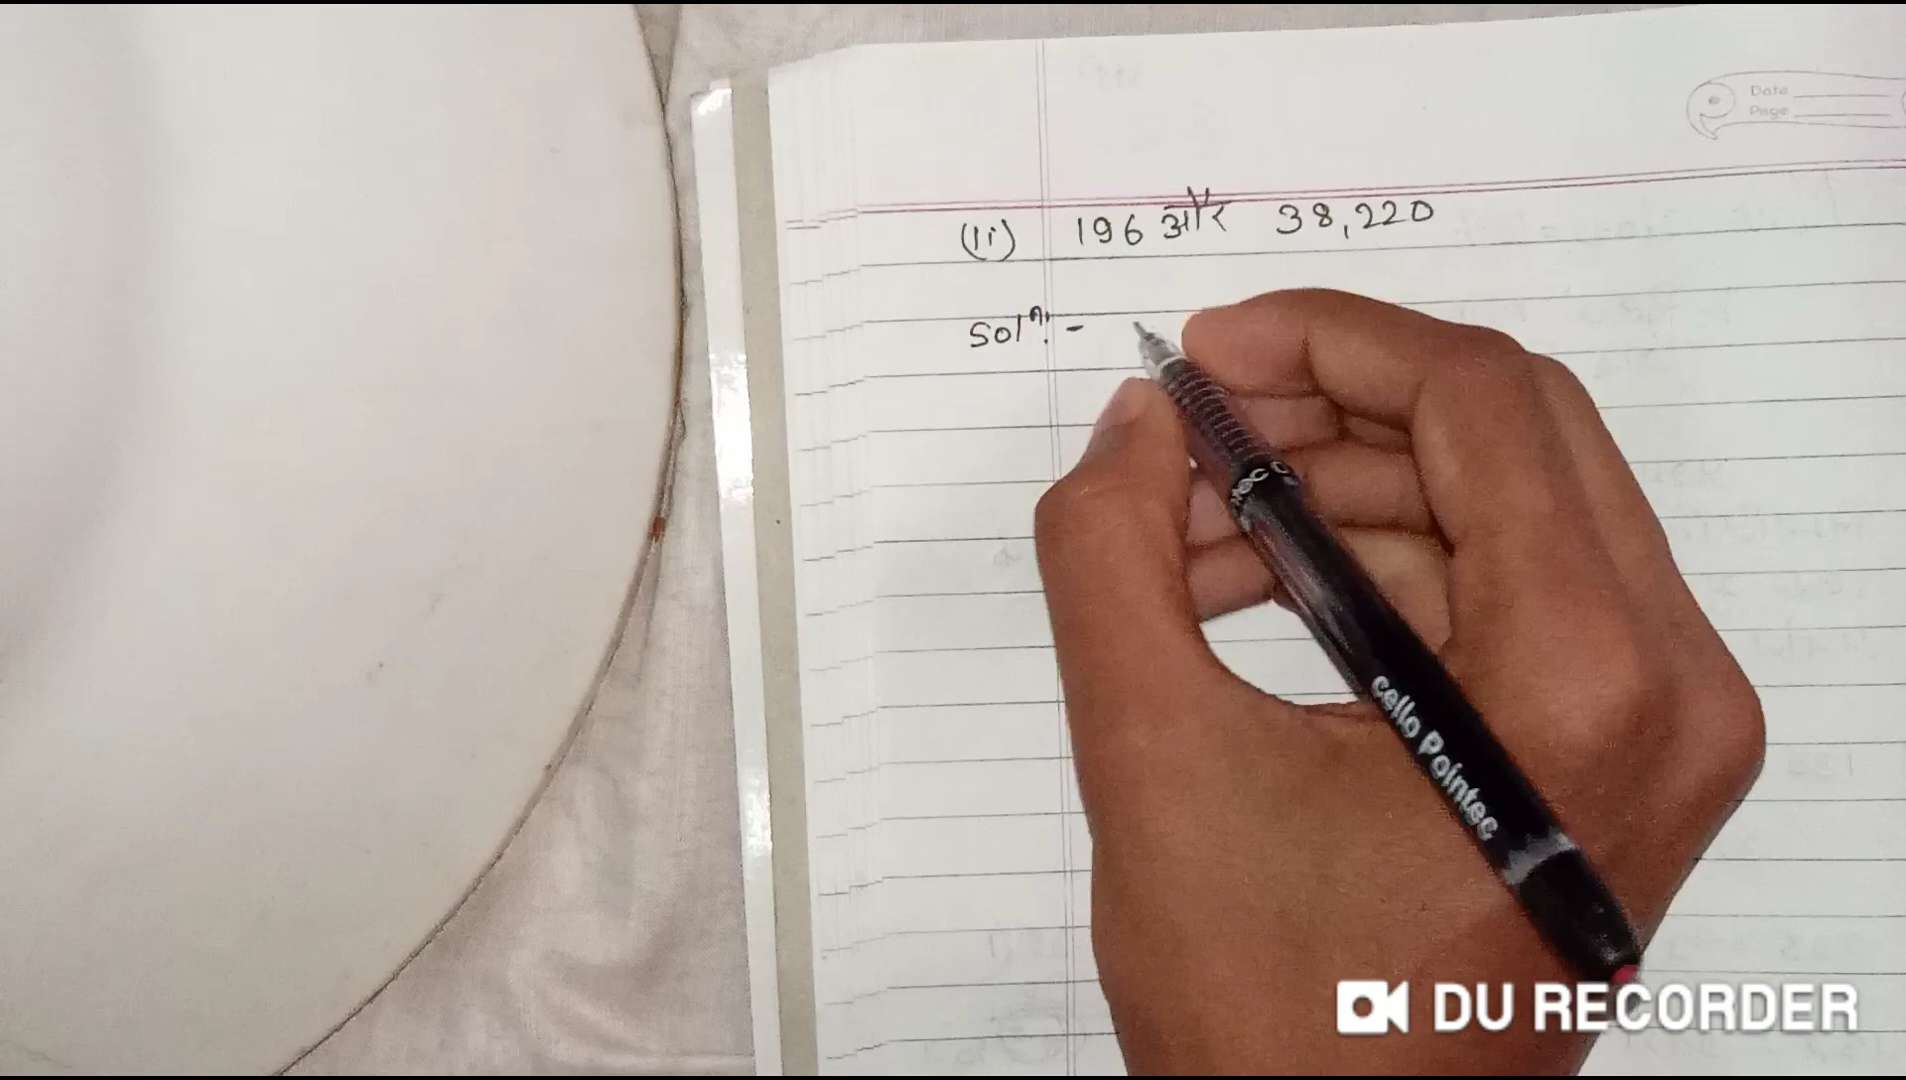 Date
Page
(ii) 196 और 38,220
Soln: -
cello Pointec
DU RECORDER